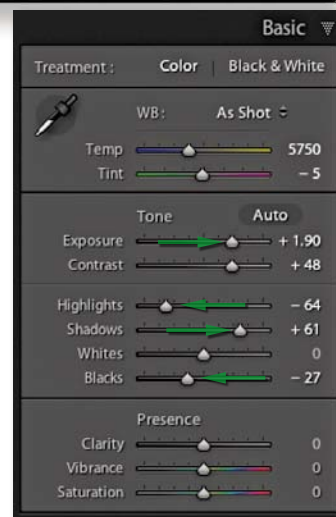 Basic
Treatment : Color | Black & White
WB : As Shot
Temp 5750
Tint – 5
Tone Auto
Exposure + 1.90
Contrast + 48
Highlights – 64
Shadows + 61
Whites 0
Blacks – 27
Presence
Clarity 0
Vibrance 0
Saturation 0